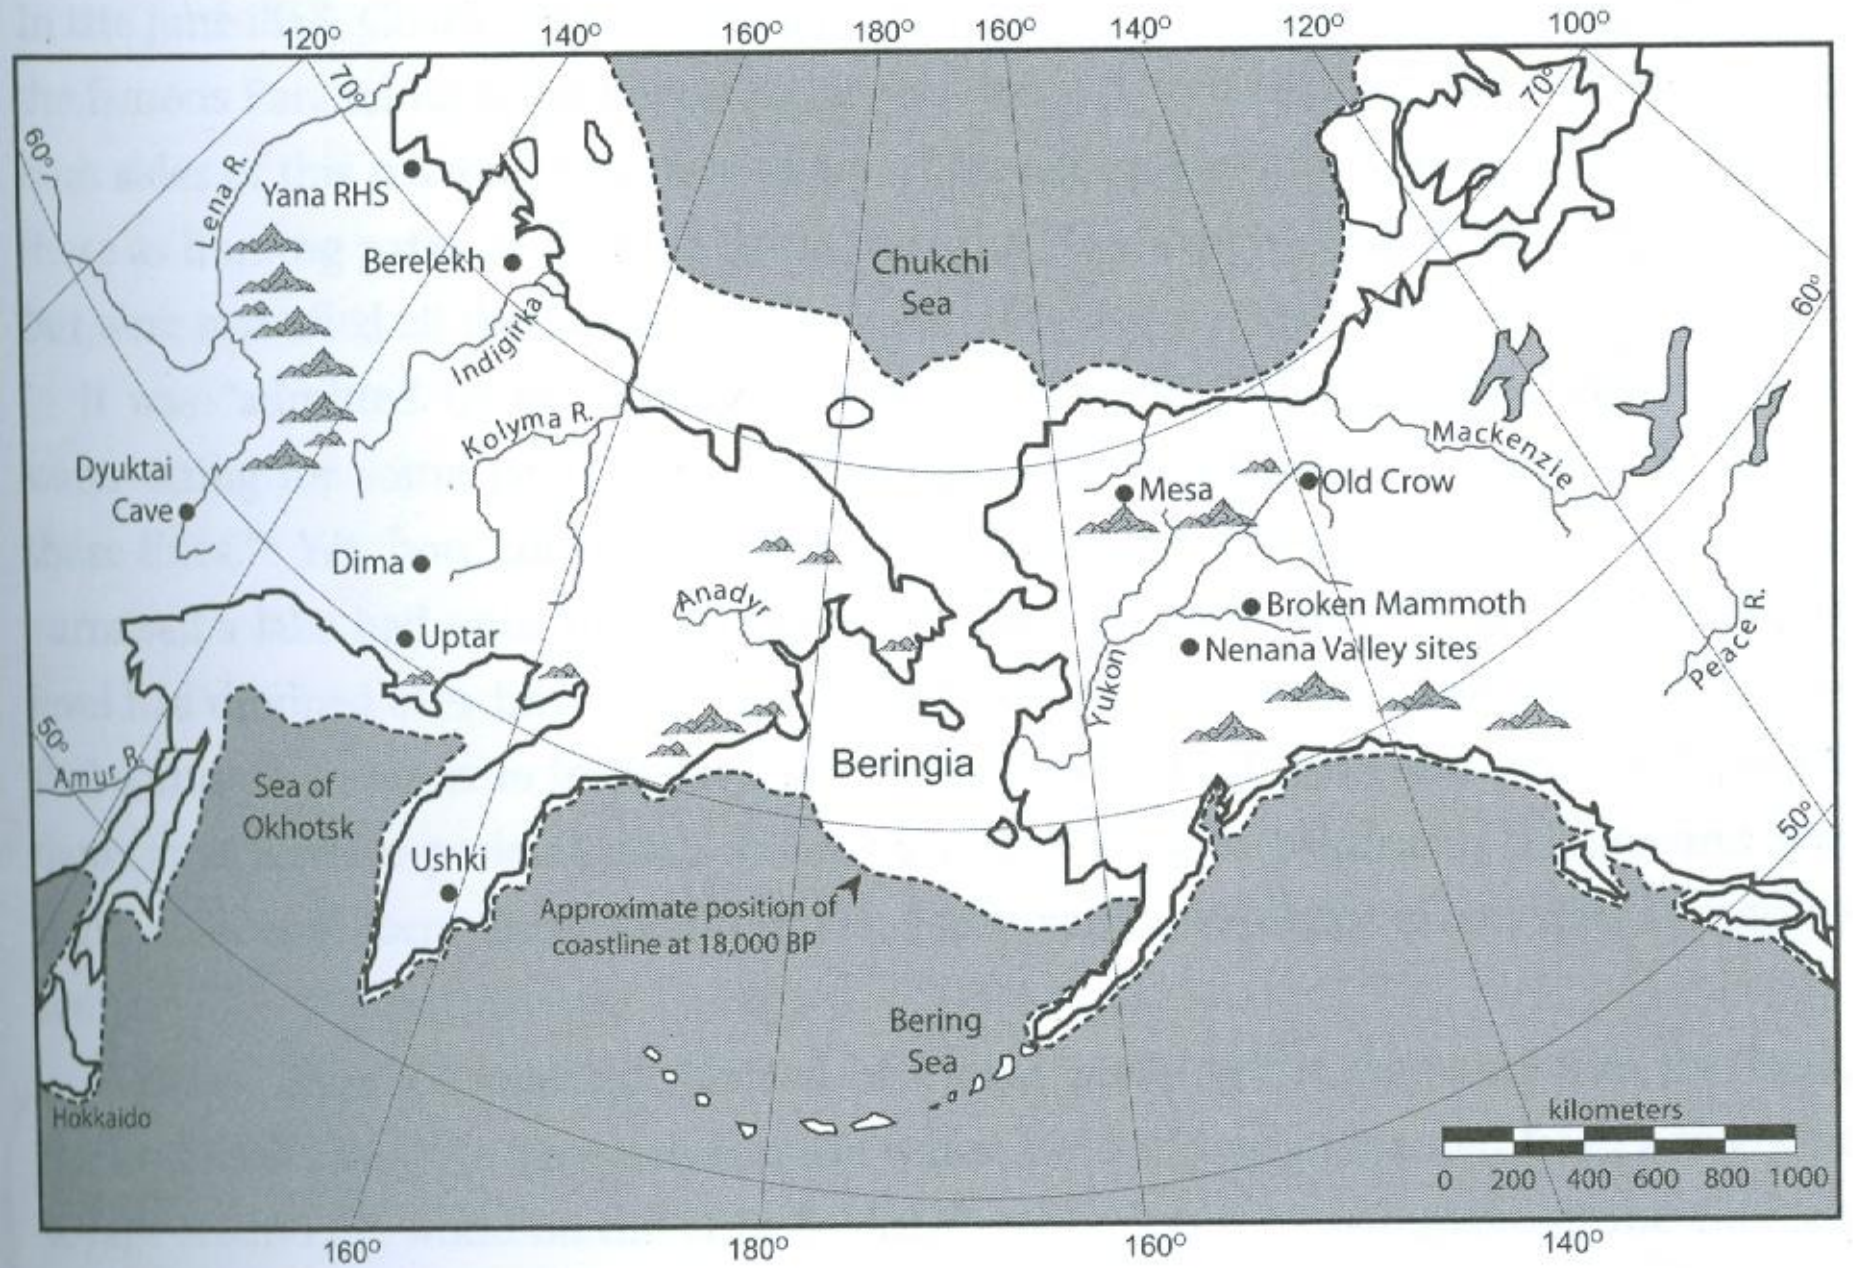 120° 140° 160° 180° 160° 140° 120° 100°
70° 70°
60°
Lena R.
Yana RHS
Berelekh
Chukchi
Sea
60°
Indigirka
Kolyma R.
Mackenzie
Dyuktai
Cave
Mesa
Old Crow
Dima
Anadyr
Broken Mammoth
Uptar
Nenana Valley sites
Peace R.
Yukon
50°
Amur R.
Sea of
Okhotsk
Beringia
50°
Ushki
Approximate position of
coastline at 18,000 BP
Bering
Sea
Hokkaido
kilometers
0 200 400 600 800 1000
160° 180° 160° 140°